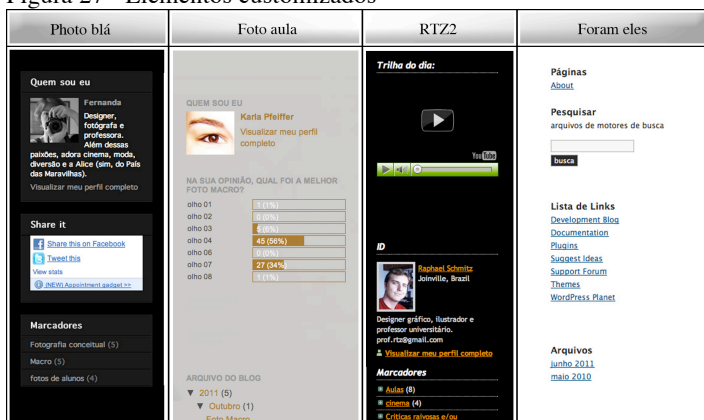 Figura 27 - Elementos customizados
Photo blá
Foto aula
RTZ2
Foram eles
Quem sou eu
Fernanda
Designer,
fotógrafa e
professora.
Além dessas
paixões, adora cinema, moda,
diversão e a Alice (sim, do País
das Maravilhas).
Visualizar meu perfil completo
Share it
Share this on Facebook
Tweet this
View stats
(NEW) Appointment gadget >>
Marcadores
Fotografia conceitual (5)
Macro (5)
fotos de alunos (4)
QUEM SOU EU
Karla Pfeiffer
Visualizar meu perfil
completo
NA SUA OPINIÃO, QUAL FOI A MELHOR
FOTO MACRO?
olho 01 1 (1%)
olho 02 0 (0%)
olho 03 5 (6%)
olho 04 45 (56%)
olho 06 0 (0%)
olho 07 27 (34%)
olho 08 1 (1%)
ARQUIVO DO BLOG
▼ 2011 (5)
▼ Outubro (1)
Foto Macro
Trilha do dia:
YouTube
ID
Raphael Schmitz
Joinville, Brazil
Designer gráfico, ilustrador e
professor universitário.
prof.rtz@gmail.com
Visualizar meu perfil completo
Marcadores
Aulas (8)
cinema (4)
Críticas raivosas e/ou
Páginas
About
Pesquisar
arquivos de motores de busca
busca
Lista de Links
Development Blog
Documentation
Plugins
Suggest Ideas
Support Forum
Themes
WordPress Planet
Arquivos
junho 2011
maio 2010